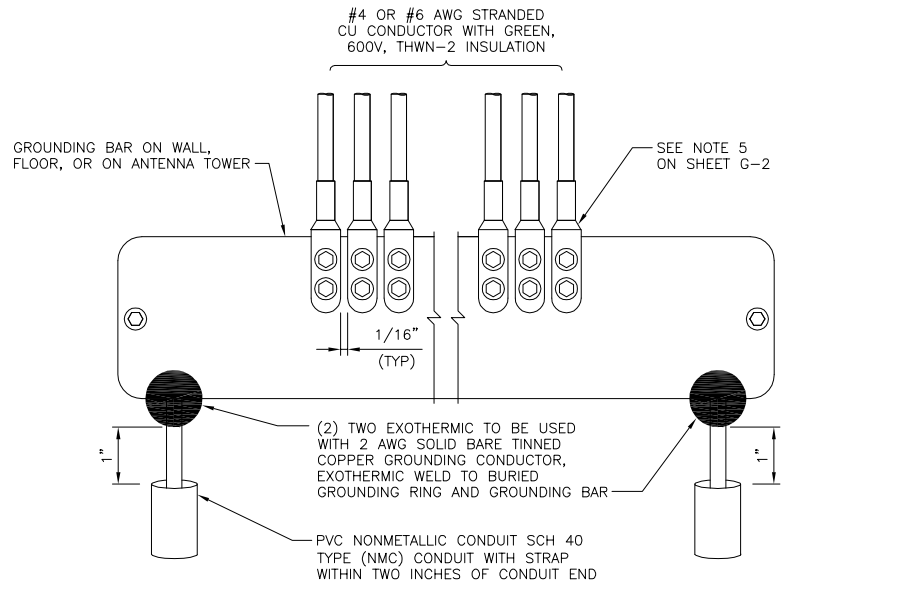 #4 OR #6 AWG STRANDED
CU CONDUCTOR WITH GREEN,
600V, THWN-2 INSULATION
GROUNDING BAR ON WALL,
FLOOR, OR ON ANTENNA TOWER
SEE NOTE 5
ON SHEET G-2
1/16"
(TYP)
(2) TWO EXOTHERMIC TO BE USED
WITH 2 AWG SOLID BARE TINNED
COPPER GROUNDING CONDUCTOR,
EXOTHERMIC WELD TO BURIED
GROUNDING RING AND GROUNDING BAR
1"
1"
PVC NONMETALLIC CONDUIT SCH 40
TYPE (NMC) CONDUIT WITH STRAP
WITHIN TWO INCHES OF CONDUIT END